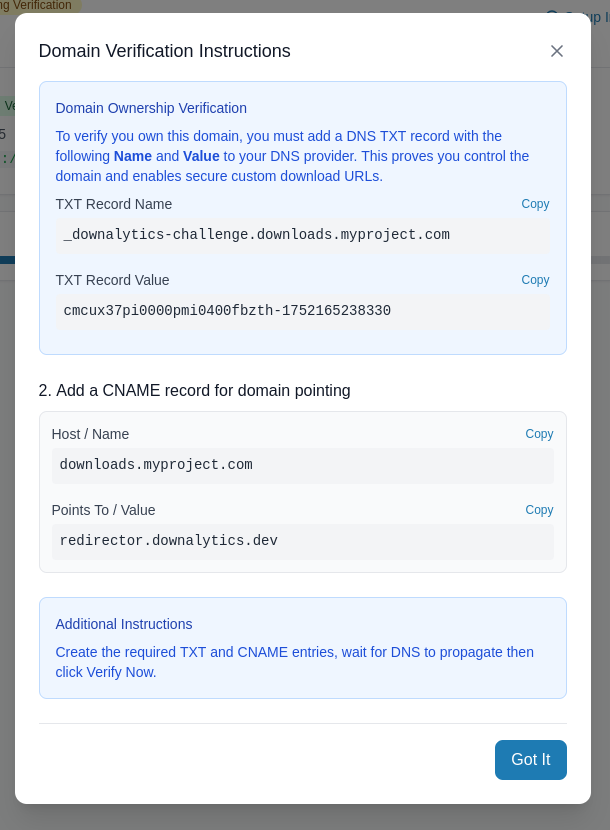 ng Verification
Domain Verification Instructions
Domain Ownership Verification
To verify you own this domain, you must add a DNS TXT record with the
following Name and Value to your DNS provider. This proves you control the
domain and enables secure custom download URLs.
TXT Record Name
Copy
_downalytics-challenge.downloads.myproject.com
TXT Record Value
Copy
cmcux37pi0000pmi0400fbzth-1752165238330
2. Add a CNAME record for domain pointing
Host / Name
Copy
downloads.myproject.com
Points To / Value
Copy
redirector.downalytics.dev
Additional Instructions
Create the required TXT and CNAME entries, wait for DNS to propagate then
click Verify Now.
Got It